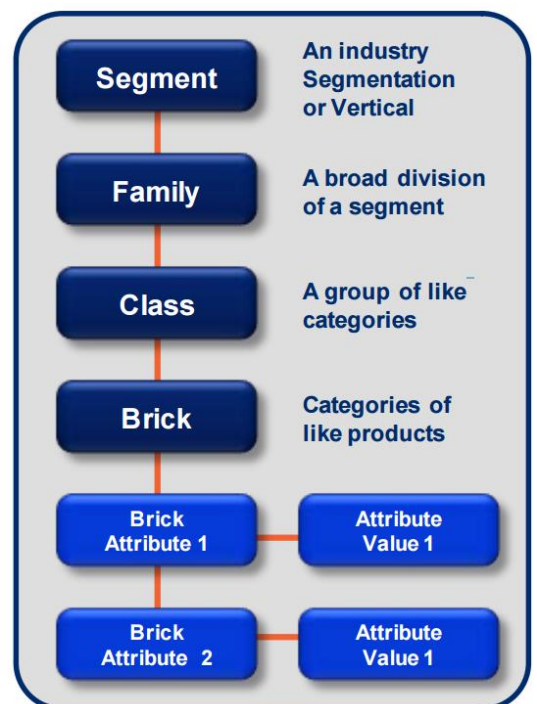 Segment
An industry
Segmentation
or Vertical
Family
A broad division
of a segment
Class
A group of like
categories
Brick
Categories of
like products
Brick
Attribute 1
Attribute
Value 1
Brick
Attribute 2
Attribute
Value 1